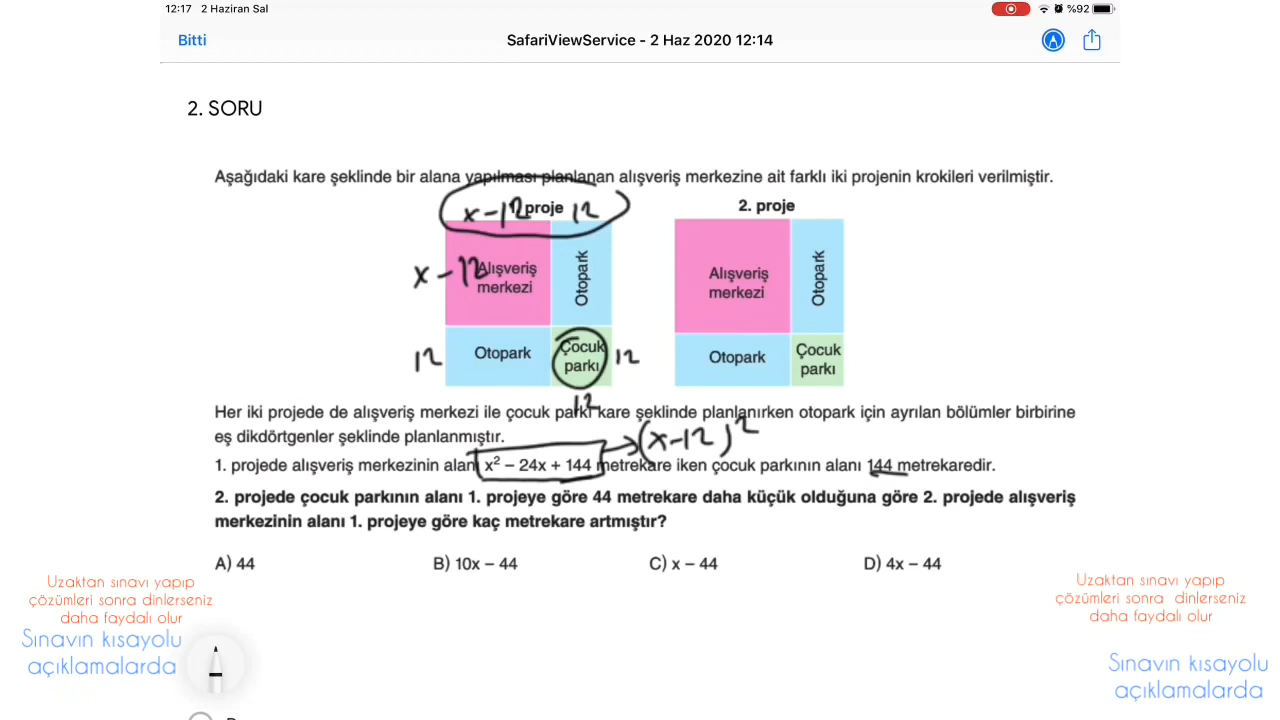 12:17 2 Haziran Sal
%92
Bitti
SafariViewService - 2 Haz 2020 12:14
2. SORU
Aşağıdaki kare şeklinde bir alana yapılması planlanan alışveriş merkezine ait farklı iki projenin krokileri verilmiştir.
x-12 proje 12
2. proje
x-12
Alışveriş
merkezi
Otopark
Alışveriş
merkezi
Otopark
12
Otopark
Çocuk
parkı
12
Otopark
Çocuk
parkı
12
Her iki projede de alışveriş merkezi ile çocuk parkı kare şeklinde planlanırken otopark için ayrılan bölümler birbirine
eş dikdörtgenler şeklinde planlanmıştır.
(x-12)²
1. projede alışveriş merkezinin alanı x² – 24x + 144 metrekare iken çocuk parkının alanı 144 metrekaredir.
2. projede çocuk parkının alanı 1. projeye göre 44 metrekare daha küçük olduğuna göre 2. projede alışveriş
merkezinin alanı 1. projeye göre kaç metrekare artmıştır?
A) 44 B) 10x – 44 C) x – 44 D) 4x – 44
Uzaktan sınavı yapıp
çözümleri sonra dinlerseniz
daha faydalı olur
Sınavın kısayolu
açıklamalarda
Uzaktan sınavı yapıp
çözümleri sonra dinlerseniz
daha faydalı olur
Sınavın kısayolu
açıklamalarda